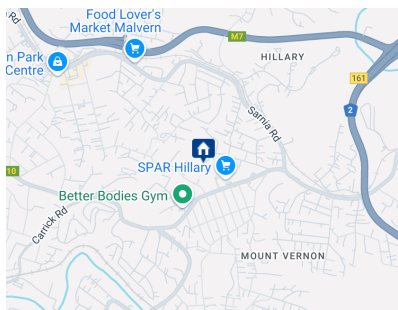 Rd
Food Lover's
Market Malvern
M7
n Park
Centre
HILLARY
161
2
Sarnia Rd
SPAR Hillary
10
Better Bodies Gym
Carrick Rd
MOUNT VERNON